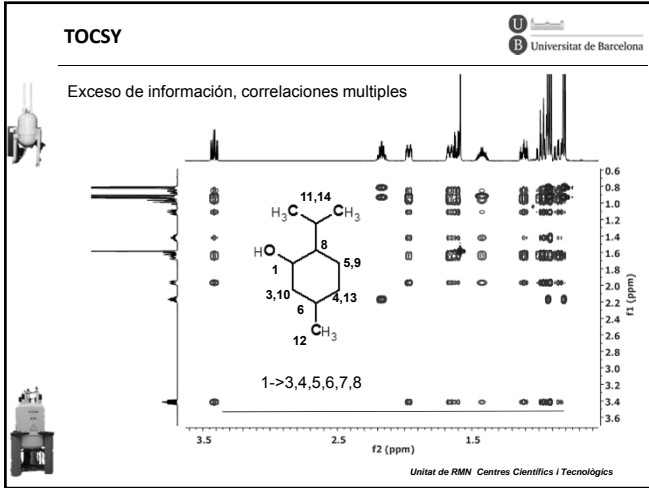 TOCSY
U
B Universitat de Barcelona
Exceso de información, correlaciones multiples
11,14
H₃C CH₃
HO
8
1
5,9
3,10
4,13
6
12
CH₃
1->3,4,5,6,7,8
0.6
0.8
1.0
1.2
1.4
1.6
1.8
2.0
2.2
2.4
2.6
2.8
3.0
3.2
3.4
3.6
f1 (ppm)
3.5 2.5 1.5
f2 (ppm)
Unitat de RMN Centres Científics i Tecnològics